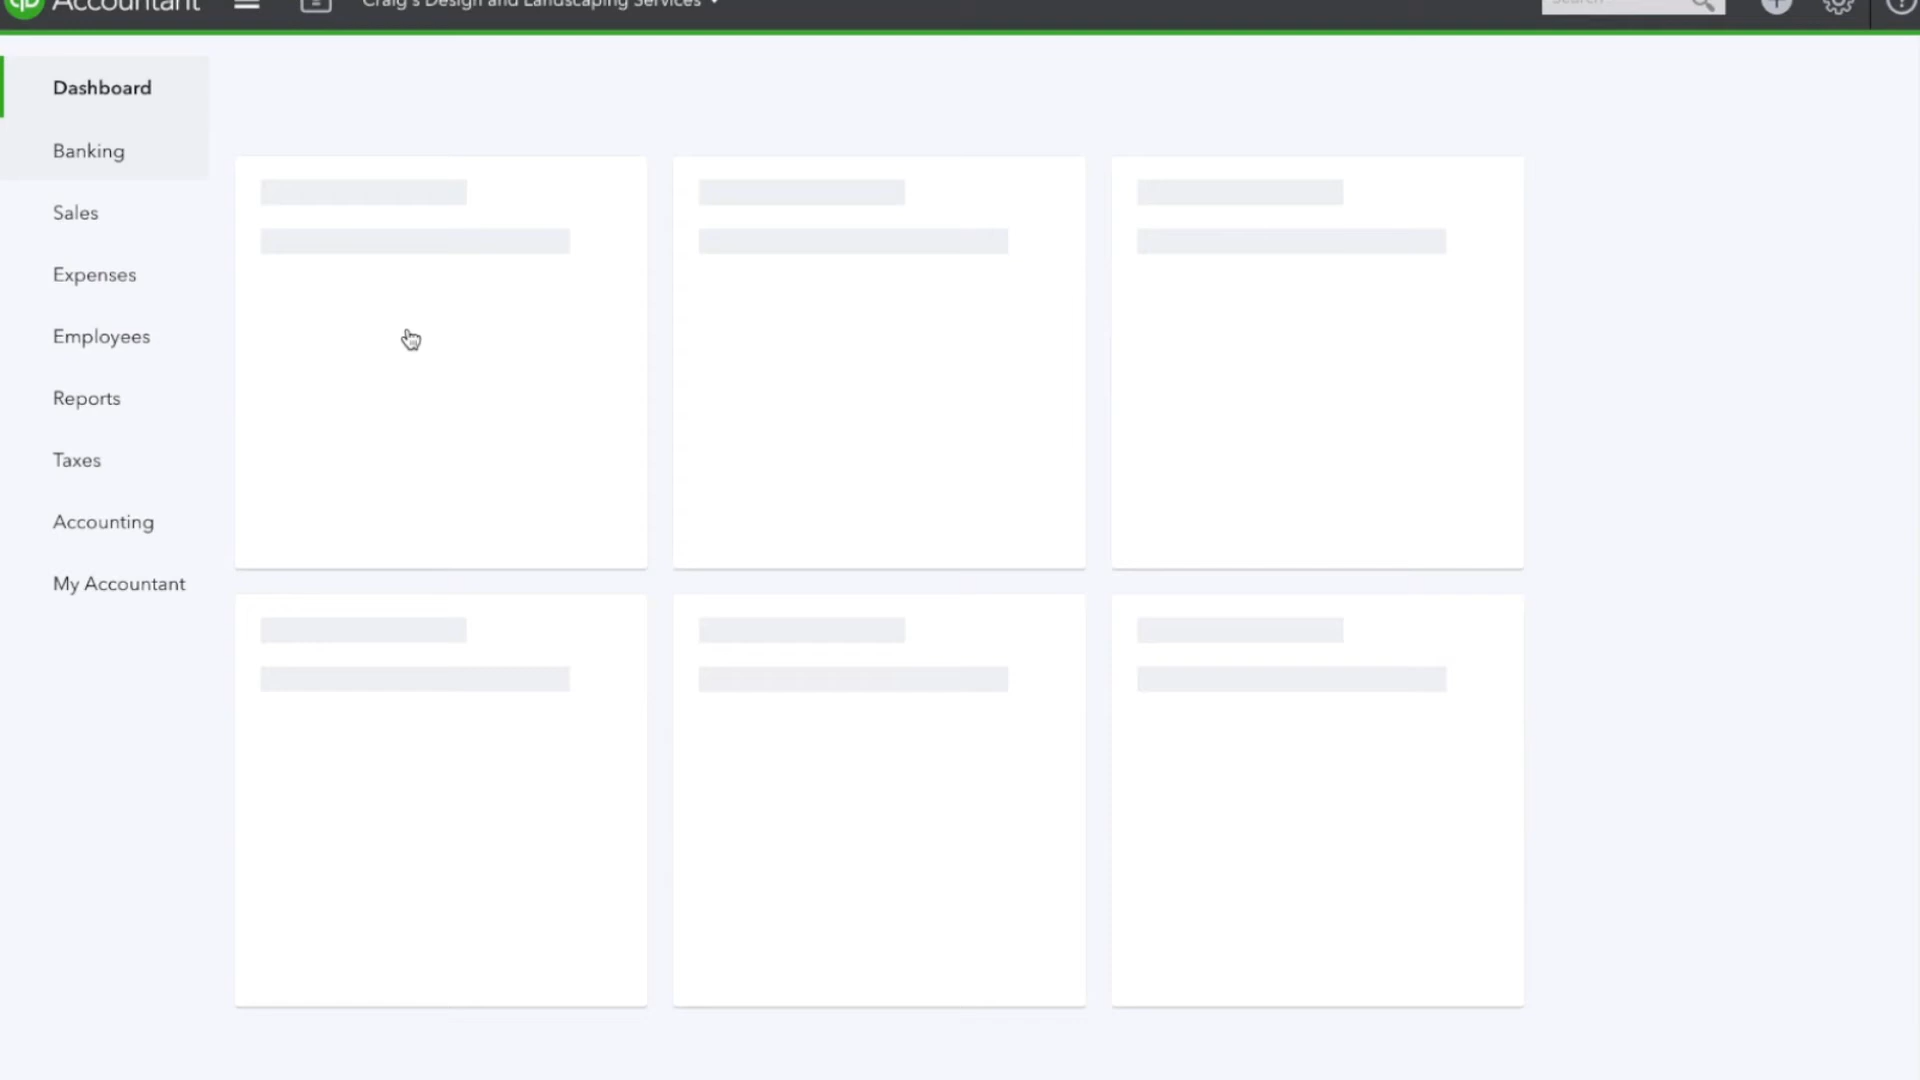 Accountant
Craig's Design and Landscaping Services
Search
Dashboard
Banking
Sales
Expenses
Employees
Reports
Taxes
Accounting
My Accountant